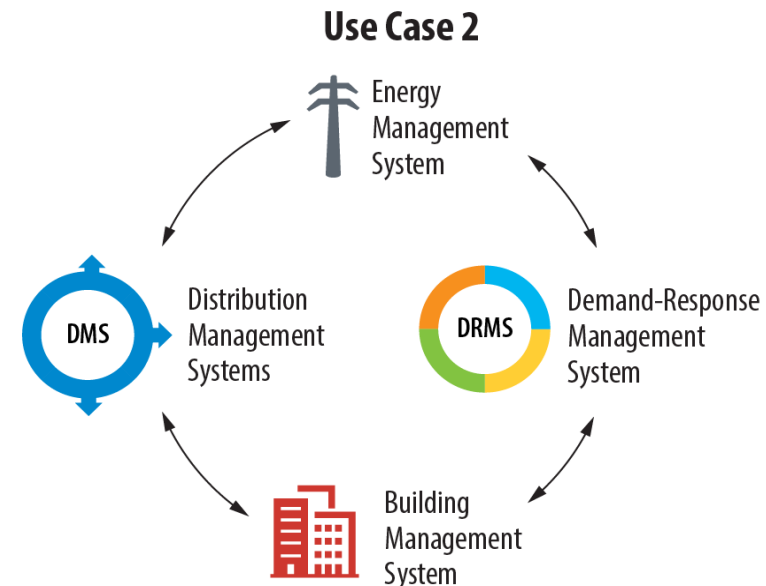 Use Case 2
Energy
Management
System
DMS
Distribution
Management
Systems
DRMS
Demand-Response
Management
System
Building
Management
System